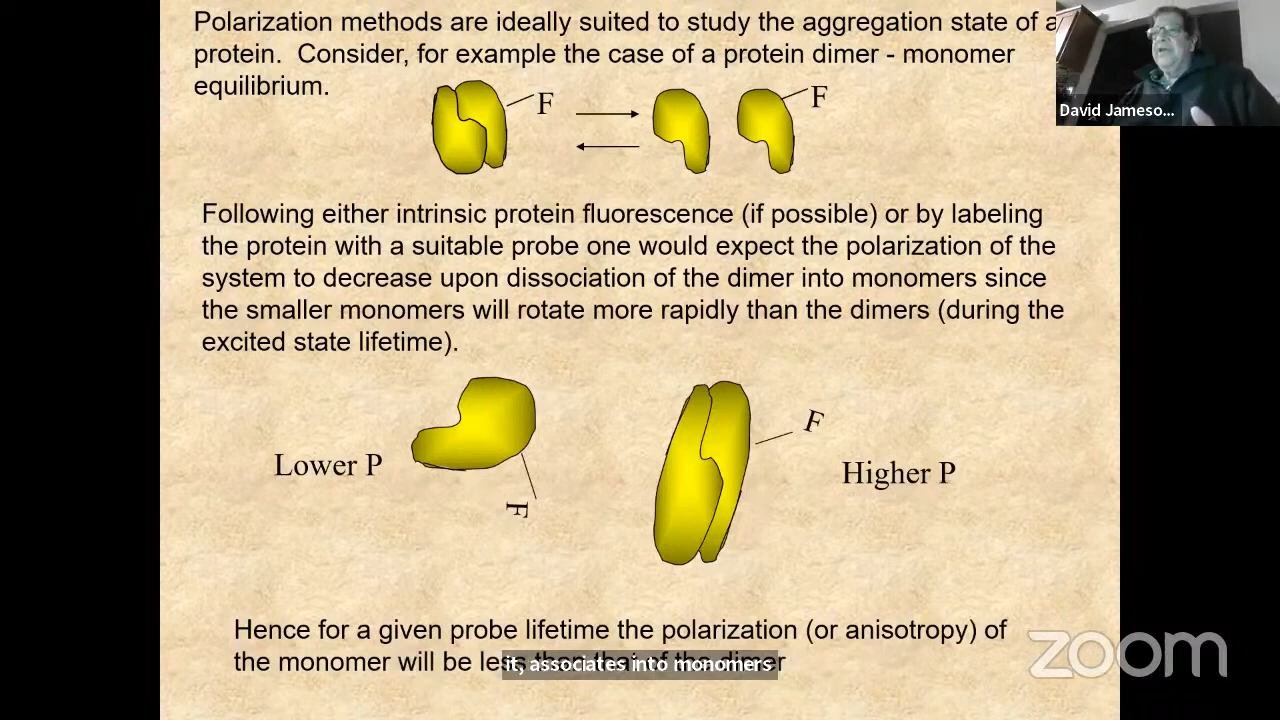 Polarization methods are ideally suited to study the aggregation state of a
protein. Consider, for example the case of a protein dimer - monomer
equilibrium.
F
F
David Jameso...
Following either intrinsic protein fluorescence (if possible) or by labeling
the protein with a suitable probe one would expect the polarization of the
system to decrease upon dissociation of the dimer into monomers since
the smaller monomers will rotate more rapidly than the dimers (during the
excited state lifetime).
Lower P
F
F
Higher P
Hence for a given probe lifetime the polarization (or anisotropy) of
the monomer will be less than that of the dimer
it, associates into monomers
zoom